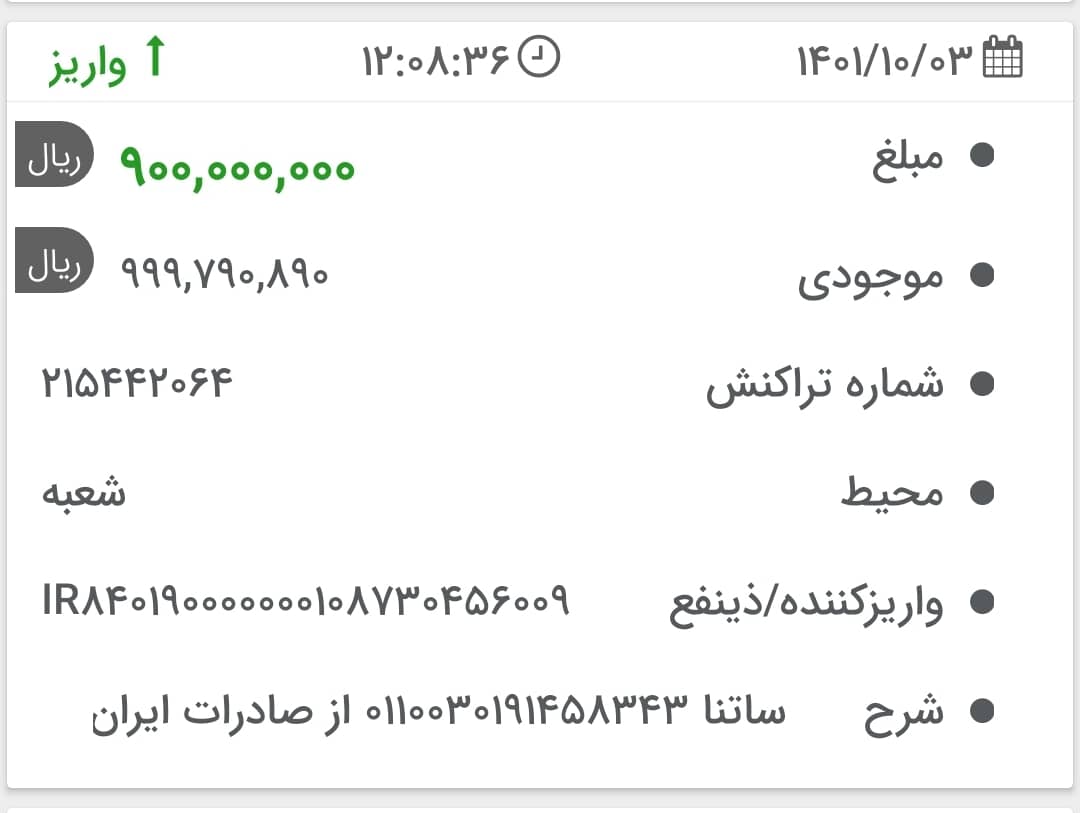 ۱۴۰۱/۱۰/۰۳ ۱۲:۰۸:۳۶ واریز
مبلغ ۹۰۰,۰۰۰,۰۰۰ ریال
موجودی ۹۹۹,۷۹۰,۸۹۰ ریال
شماره تراکنش ۲۱۵۴۴۲۰۶۴
محیط شعبه
واریزکننده/ذینفع IR۸۴۰۱۹۰۰۰۰۰۰۰۱۰۸۷۳۰۴۵۶۰۰۹
شرح ساتنا ۰۱۱۰۰۳۰۱۹۱۴۵۸۳۴۳ از صادرات ایران